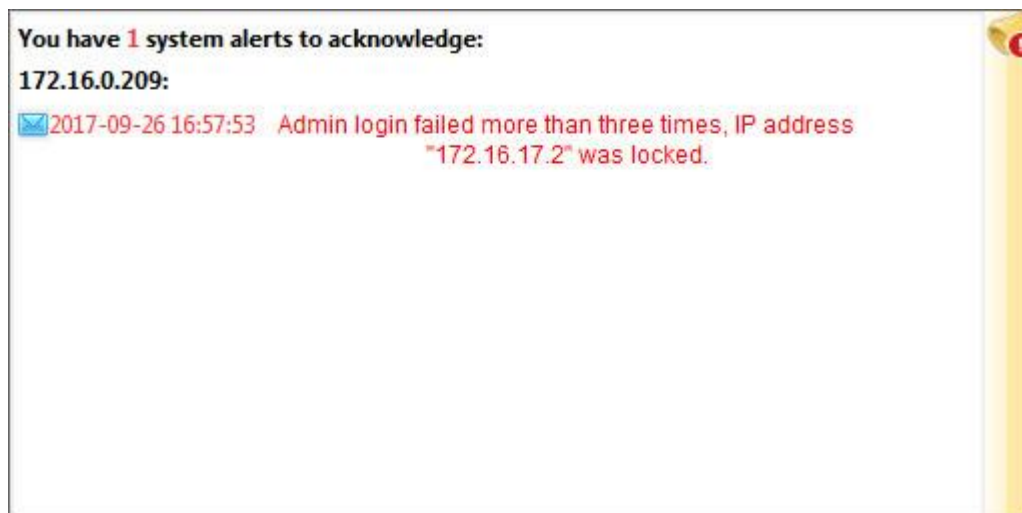 You have 1 system alerts to acknowledge:
172.16.0.209:
2017-09-26 16:57:53 Admin login failed more than three times, IP address
"172.16.17.2" was locked.